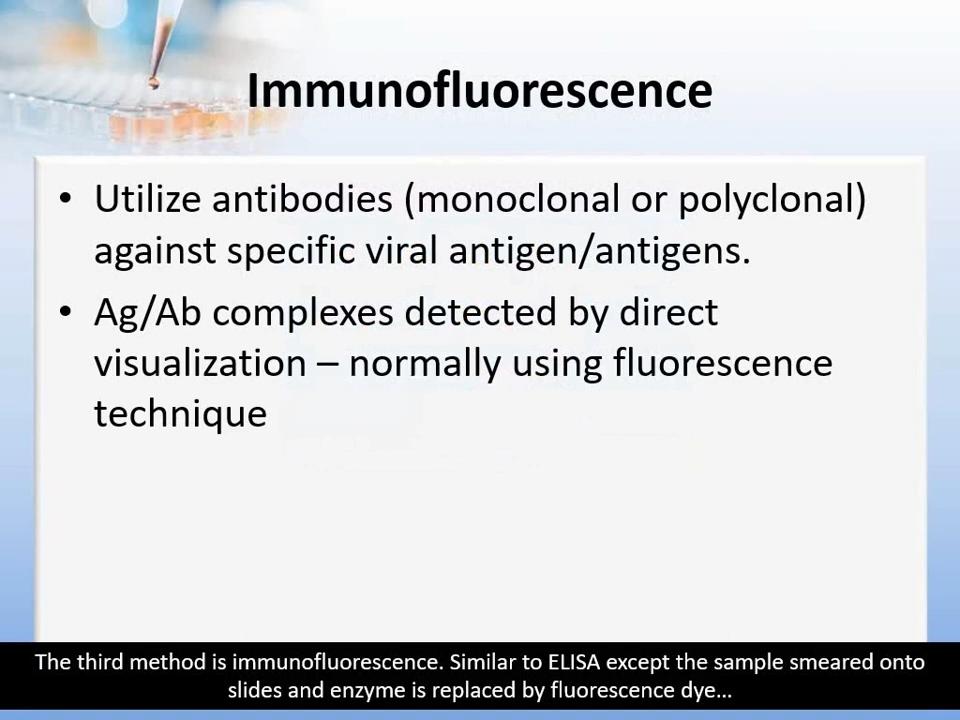 Immunofluorescence
• Utilize antibodies (monoclonal or polyclonal)
against specific viral antigen/antigens.
• Ag/Ab complexes detected by direct
visualization – normally using fluorescence
technique
The third method is immunofluorescence. Similar to ELISA except the sample smeared onto
slides and enzyme is replaced by fluorescence dye...